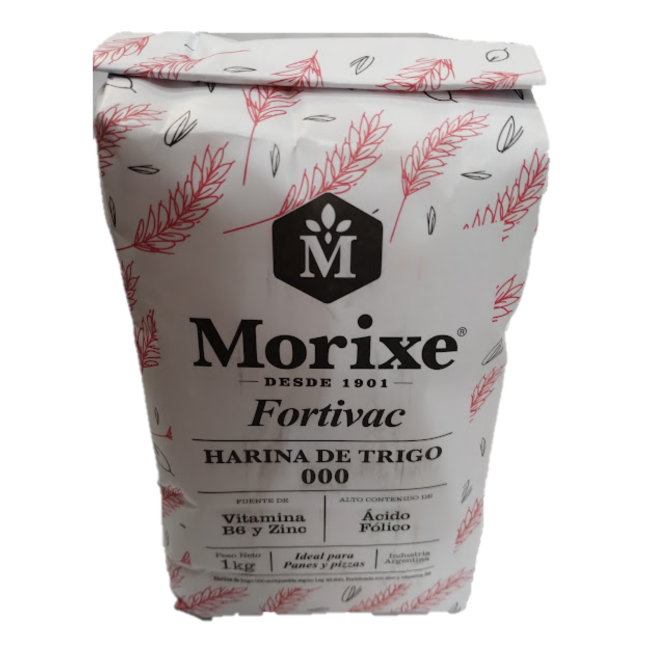 M
Morixe®
DESDE 1901
Fortivac
HARINA DE TRIGO
000
FUENTE DE
Vitamina
B6 y Zinc
ALTO CONTENIDO DE
Ácido
Fólico
Peso Neto
1kg
Ideal para
Panes y pizzas
Industria
Argentina